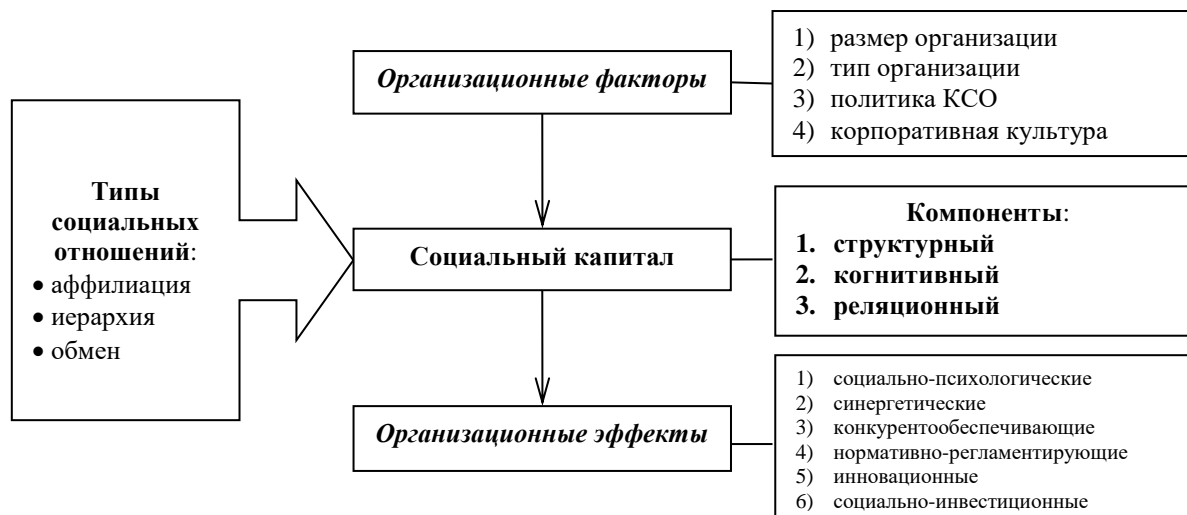 Организационные факторы
1) размер организации
2) тип организации
3) политика КСО
4) корпоративная культура
Типы
социальных
отношений:
• аффилиация
• иерархия
• обмен
Социальный капитал
Компоненты:
1. структурный
2. когнитивный
3. реляционный
Организационные эффекты
1) социально-психологические
2) синергетические
3) конкурентообеспечивающие
4) нормативно-регламентирующие
5) инновационные
6) социально-инвестиционные